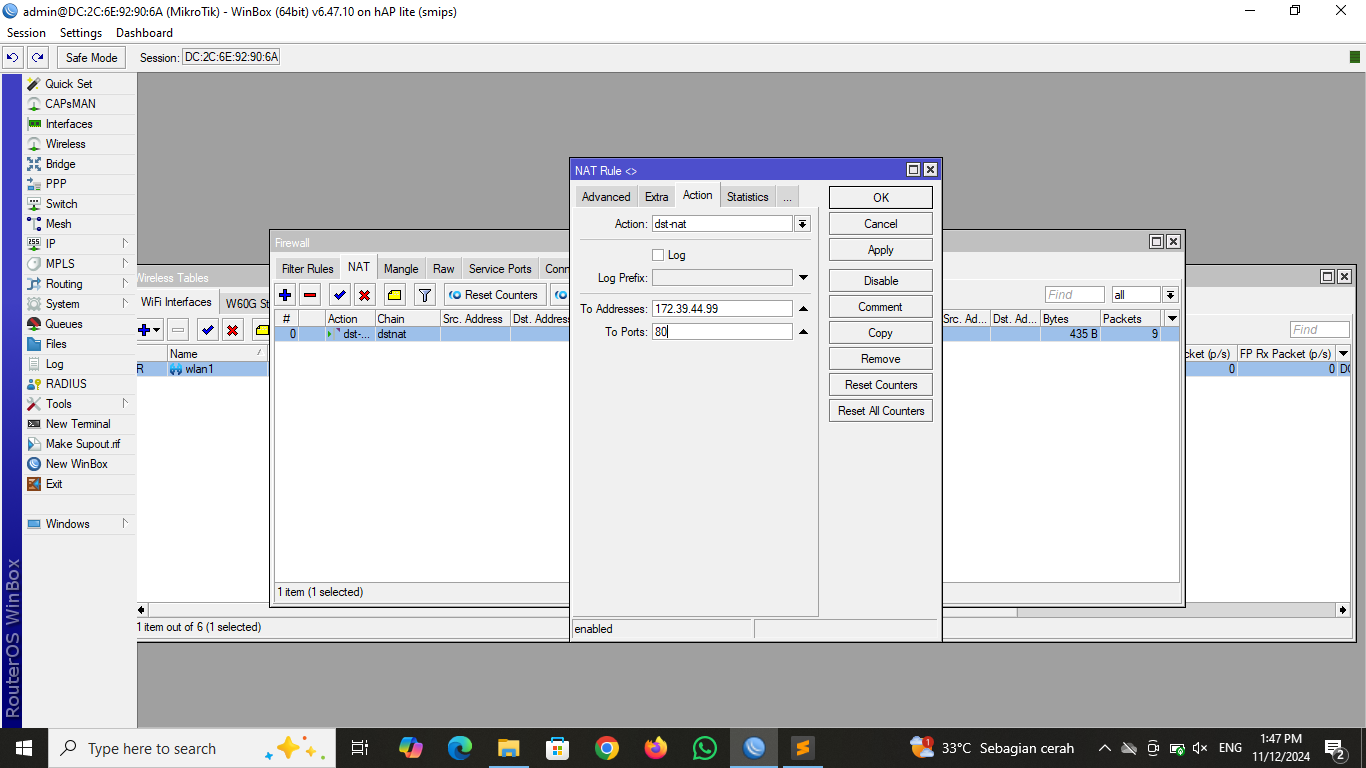 admin@DC:2C:6E:92:90:6A (MikroTik) - WinBox (64bit) v6.47.10 on hAP lite (smips)
Session Settings Dashboard
Safe Mode Session: DC:2C:6E:92:90:6A
Quick Set
CAPsMAN
Interfaces
Wireless
Bridge
PPP
Switch
Mesh
IP
MPLS
Routing
System
Queues
Files
Log
RADIUS
Tools
New Terminal
Make Supout.rif
New WinBox
Exit
Windows
RouterOS WinBox
Wireless Tables
WiFi Interfaces W60G St
Find
Name
cket (p/s) FP Rx Packet (p/s)
R wlan1 0 0 DC
1 item out of 6 (1 selected)
Firewall
Filter Rules NAT Mangle Raw Service Ports Conn
Reset Counters Find all
# Action Chain Src. Address Dst. Address Src. Ad... Dst. Ad... Bytes Packets
0 dst-... dstnat 435 B 9
1 item (1 selected)
NAT Rule <>
Advanced Extra Action Statistics ...
Action: dst-nat
Log
Log Prefix:
To Addresses: 172.39.44.99
To Ports: 80
OK
Cancel
Apply
Disable
Comment
Copy
Remove
Reset Counters
Reset All Counters
enabled
Type here to search
33°C Sebagian cerah
1
ENG
1:47 PM
11/12/2024
2